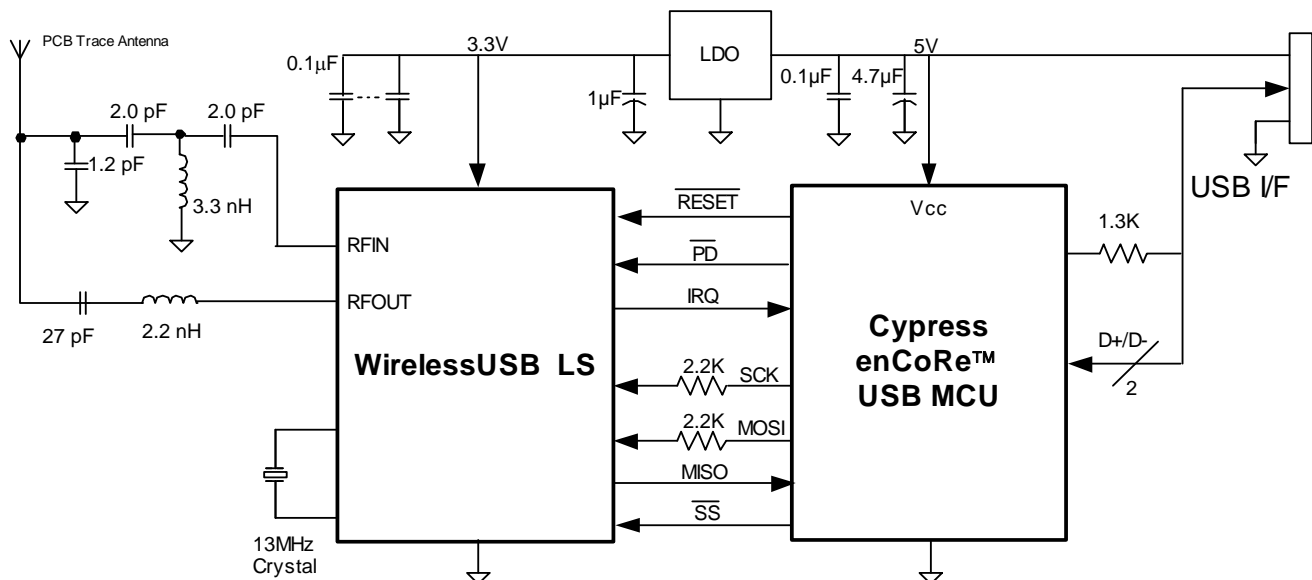 PCB Trace Antenna
3.3V
LDO
5V
0.1μF
1μF
0.1μF
4.7μF
2.0 pF
2.0 pF
1.2 pF
3.3 nH
USB I/F
RESET
Vcc
1.3K
PD
RFIN
IRQ
RFOUT
27 pF
2.2 nH
WirelessUSB LS
Cypress
enCoRe™
USB MCU
D+/D-
2
2.2K
SCK
2.2K
MOSI
MISO
SS
13MHz
Crystal